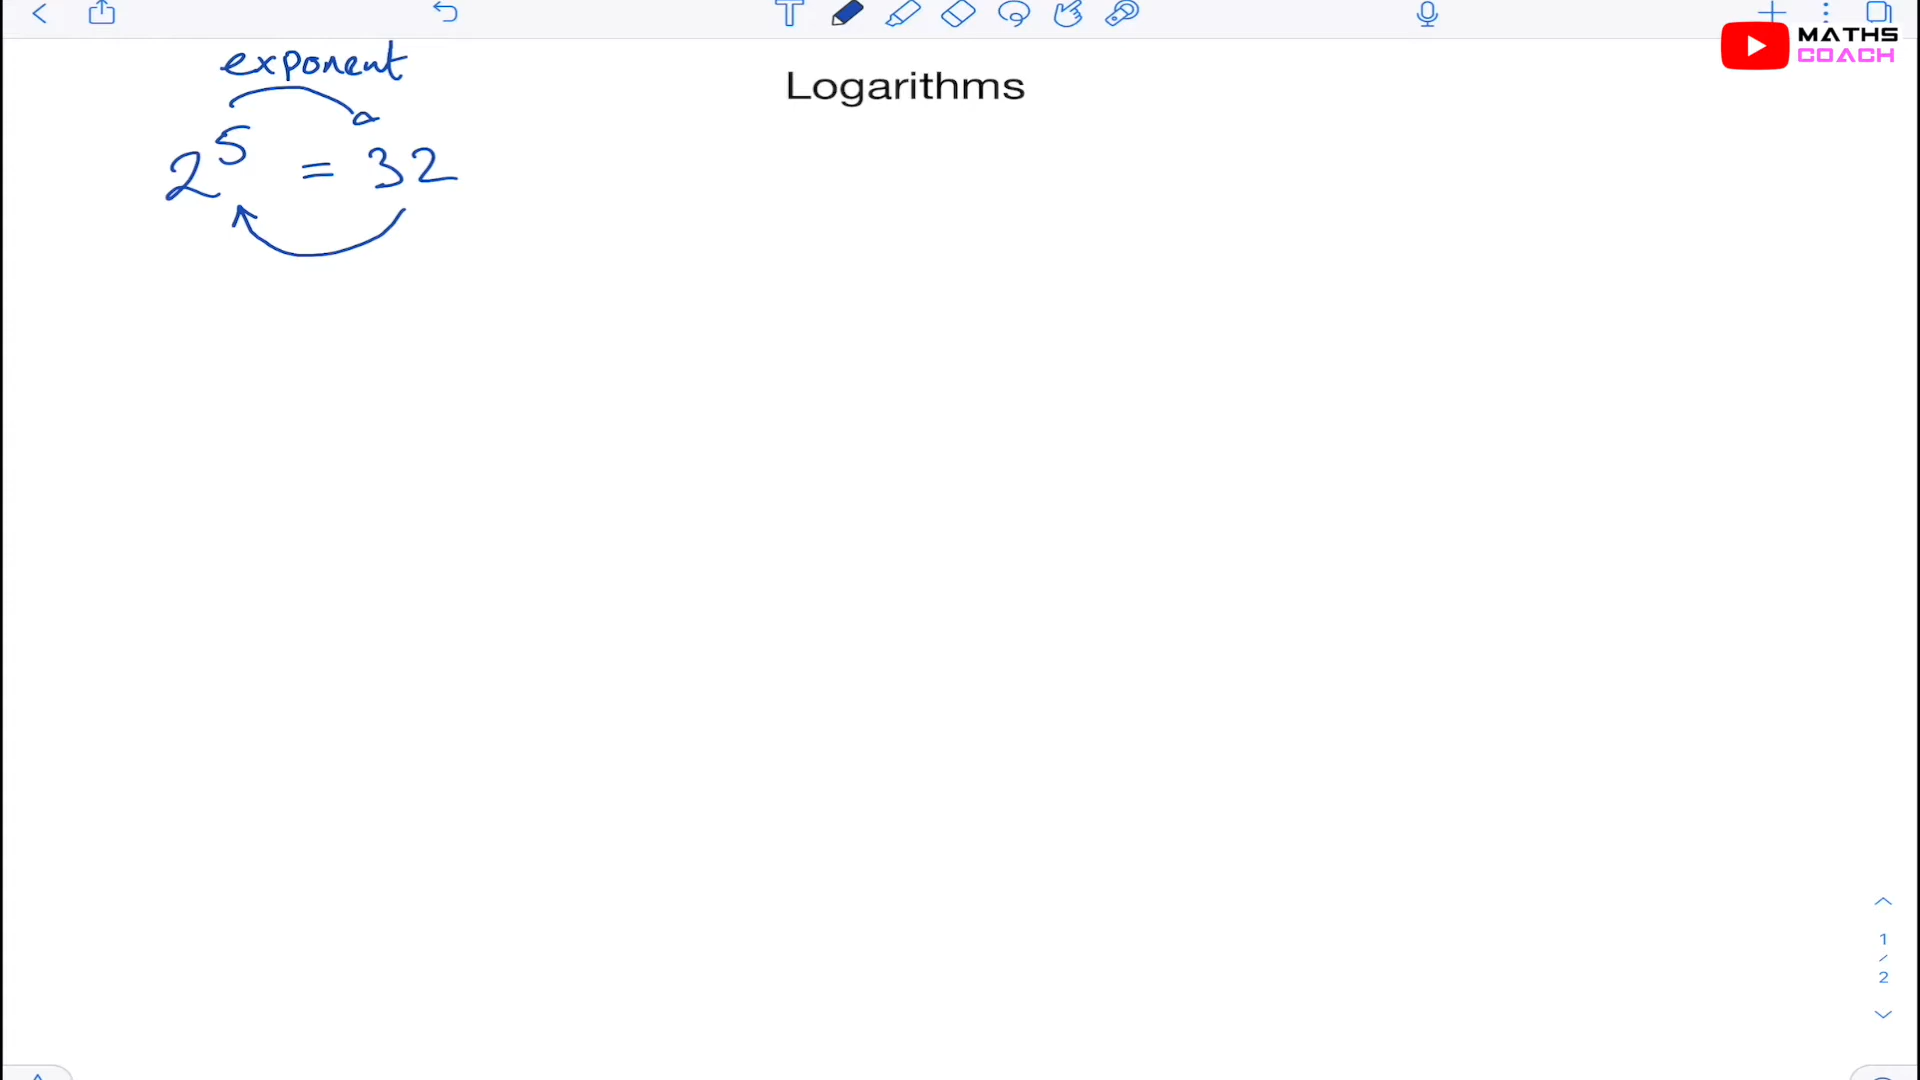 MATHS
COACH
exponent
Logarithms
2⁵ = 32
1
/
2